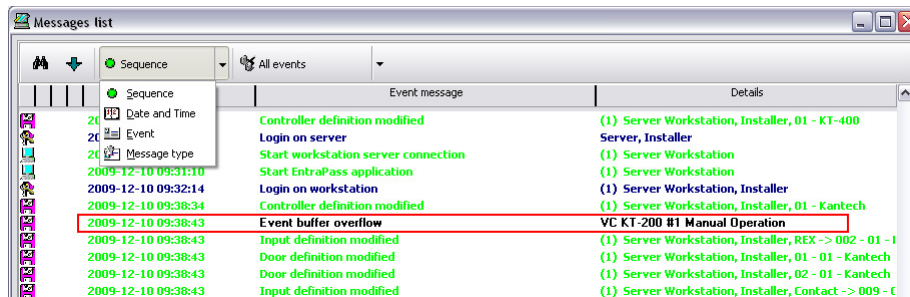 Messages list
Sequence All events
Event message Details
Sequence
Date and Time
Event
Message type
20 Controller definition modified (1) Server Workstation, Installer, 01 - KT-400
20 Login on server Server, Installer
20 Start workstation server connection (1) Server Workstation
2009-12-10 09:31:10 Start EntraPass application (1) Server Workstation
2009-12-10 09:32:14 Login on workstation (1) Server Workstation, Installer
2009-12-10 09:38:34 Controller definition modified (1) Server Workstation, Installer, 01 - Kantech
2009-12-10 09:38:43 Event buffer overflow VC KT-200 #1 Manual Operation
2009-12-10 09:38:43 Input definition modified (1) Server Workstation, Installer, REX -> 002 - 01 -
2009-12-10 09:38:43 Door definition modified (1) Server Workstation, Installer, 01 - 01 - Kantech
2009-12-10 09:38:43 Door definition modified (1) Server Workstation, Installer, 02 - 01 - Kantech
2009-12-10 09:38:43 Input definition modified (1) Server Workstation, Installer, Contact -> 009 -